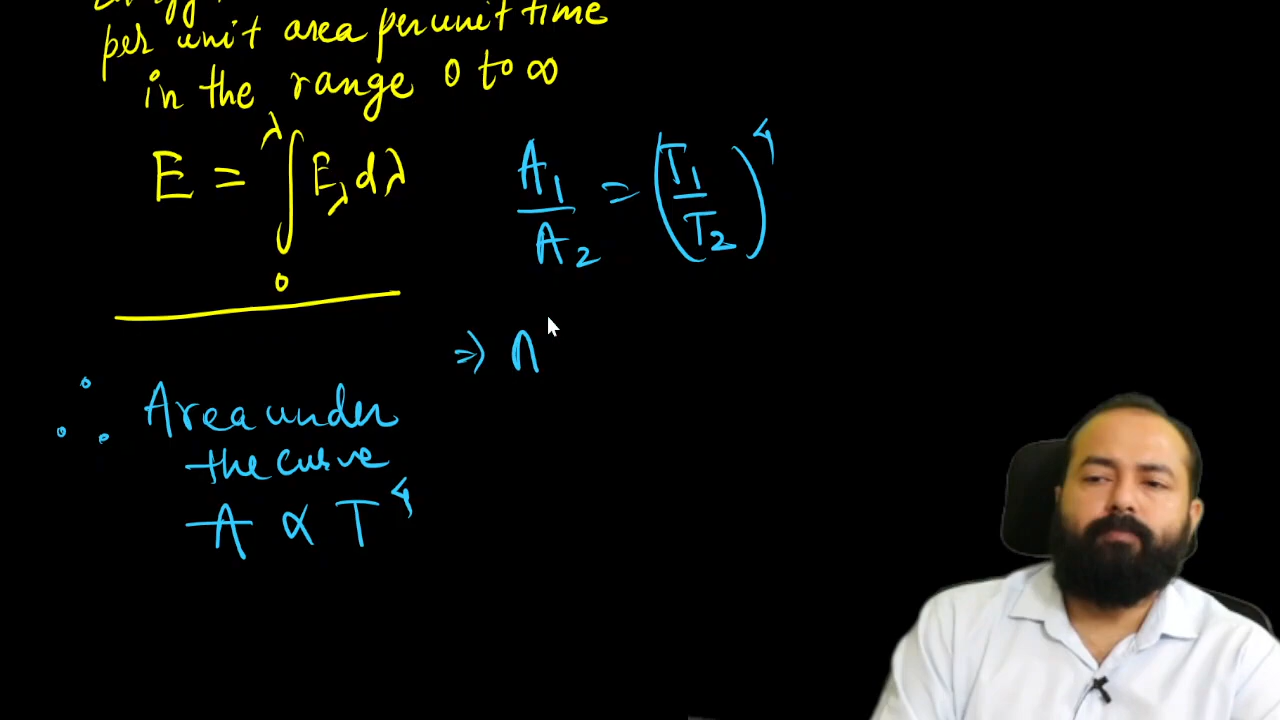 per unit area per unit time
in the range 0 to ∞
E = ∫₀^λ E_λ dλ
A₁/A₂ = (T₁/T₂)⁴
⇒ n
∴ Area under
the curve
A ∝ T⁴